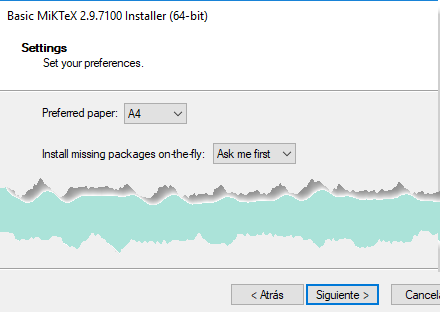 Basic MiKTeX 2.9.7100 Installer (64-bit)
Settings
Set your preferences.
Preferred paper: A4
Install missing packages on-the-fly: Ask me first
< Atrás Siguiente > Cancela